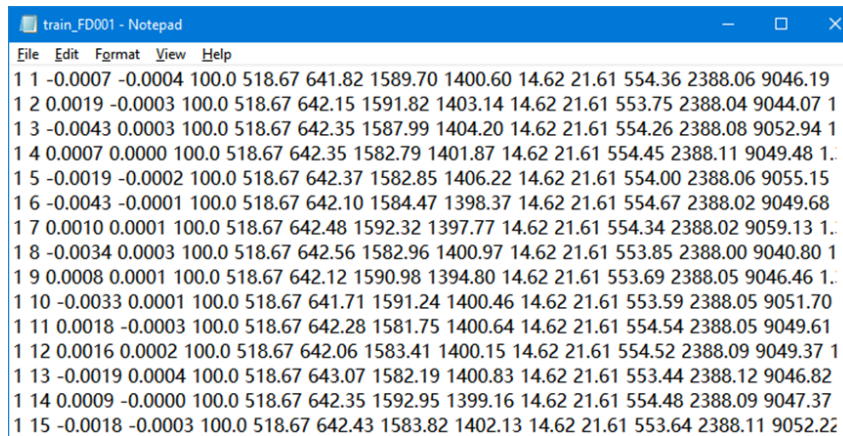 train_FD001 - Notepad
File Edit Format View Help
1 1 -0.0007 -0.0004 100.0 518.67 641.82 1589.70 1400.60 14.62 21.61 554.36 2388.06 9046.19
1 2 0.0019 -0.0003 100.0 518.67 642.15 1591.82 1403.14 14.62 21.61 553.75 2388.04 9044.07 1
1 3 -0.0043 0.0003 100.0 518.67 642.35 1587.99 1404.20 14.62 21.61 554.26 2388.08 9052.94 1
1 4 0.0007 0.0000 100.0 518.67 642.35 1582.79 1401.87 14.62 21.61 554.45 2388.11 9049.48 1.
1 5 -0.0019 -0.0002 100.0 518.67 642.37 1582.85 1406.22 14.62 21.61 554.00 2388.06 9055.15
1 6 -0.0043 -0.0001 100.0 518.67 642.10 1584.47 1398.37 14.62 21.61 554.67 2388.02 9049.68
1 7 0.0010 0.0001 100.0 518.67 642.48 1592.32 1397.77 14.62 21.61 554.34 2388.02 9059.13 1.
1 8 -0.0034 0.0003 100.0 518.67 642.56 1582.96 1400.97 14.62 21.61 553.85 2388.00 9040.80 1
1 9 0.0008 0.0001 100.0 518.67 642.12 1590.98 1394.80 14.62 21.61 553.69 2388.05 9046.46 1.
1 10 -0.0033 0.0001 100.0 518.67 641.71 1591.24 1400.46 14.62 21.61 553.59 2388.05 9051.70
1 11 0.0018 -0.0003 100.0 518.67 642.28 1581.75 1400.64 14.62 21.61 554.54 2388.05 9049.61
1 12 0.0016 0.0002 100.0 518.67 642.06 1583.41 1400.15 14.62 21.61 554.52 2388.09 9049.37 1
1 13 -0.0019 0.0004 100.0 518.67 643.07 1582.19 1400.83 14.62 21.61 553.44 2388.12 9046.82
1 14 0.0009 -0.0000 100.0 518.67 642.35 1592.95 1399.16 14.62 21.61 554.48 2388.09 9047.37
1 15 -0.0018 -0.0003 100.0 518.67 642.43 1583.82 1402.13 14.62 21.61 553.64 2388.11 9052.22